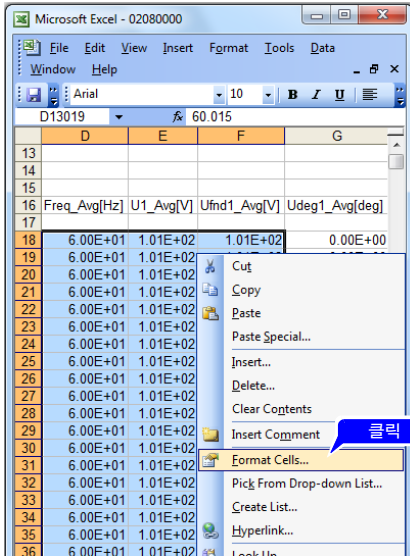 Microsoft Excel - 02080000
File Edit View Insert Format Tools Data
Window Help
Arial 10 B I U
D13019 fx 60.015
D E F G
13
14
15
16 Freq_Avg[Hz] U1_Avg[V] Ufnd1_Avg[V] Udeg1_Avg[deg]
17
18 6.00E+01 1.01E+02 1.01E+02 0.00E+00
19 6.00E+01 1.01E+02
20 6.00E+01 1.01E+02
21 6.00E+01 1.01E+02
22 6.00E+01 1.01E+02
23 6.00E+01 1.01E+02
24 6.00E+01 1.01E+02
25 6.00E+01 1.01E+02
26 6.00E+01 1.01E+02
27 6.00E+01 1.01E+02
28 6.00E+01 1.01E+02
29 6.00E+01 1.01E+02
30 6.00E+01 1.01E+02
31 6.00E+01 1.01E+02
32 6.00E+01 1.01E+02
33 6.00E+01 1.01E+02
34 6.00E+01 1.01E+02
35 6.00E+01 1.01E+02
36 6.00E+01 1.01E+02
Cut
Copy
Paste
Paste Special...
Insert...
Delete...
Clear Contents
Insert Comment
클릭
Format Cells...
Pick From Drop-down List...
Create List...
Hyperlink...
Look Up...